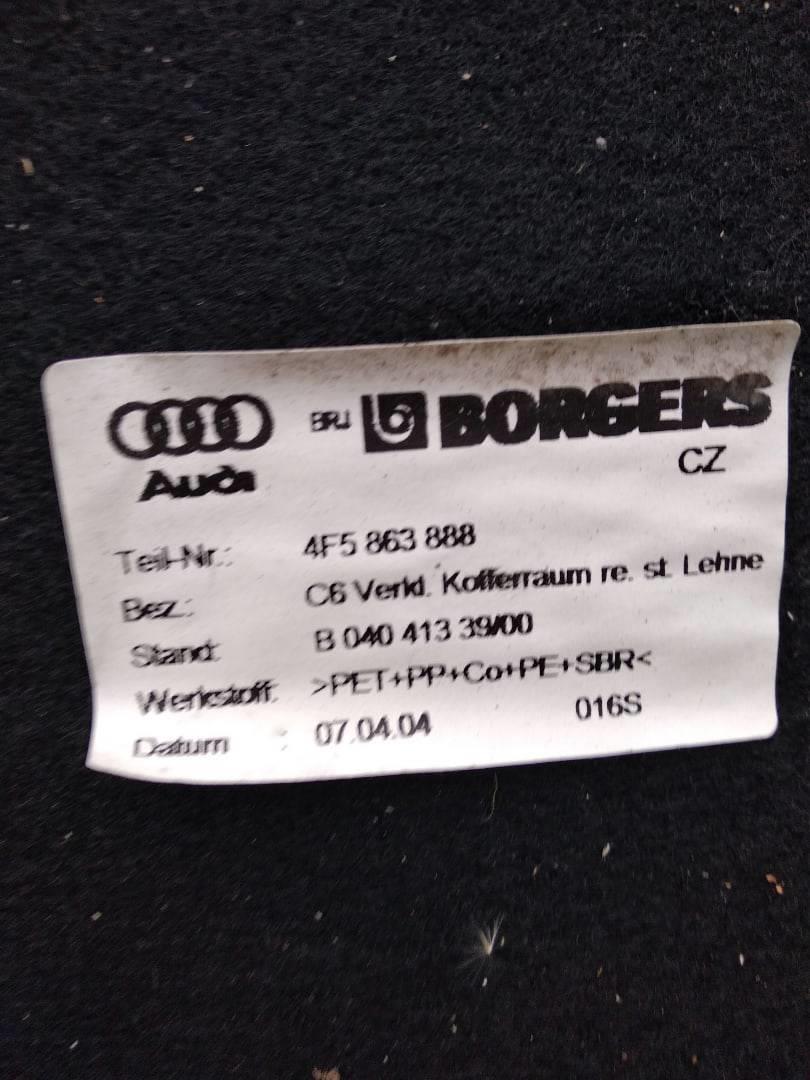 BRU BORGERS
CZ
Audi
Teil-Nr.: 4F5 863 888
Bez.: C6 Verkl. Kofferraum re. st. Lehne
Stand: B 040 413 39/00
Werkstoff: >PET+PP+Co+PE+SBR<
Datum : 07.04.04 016S